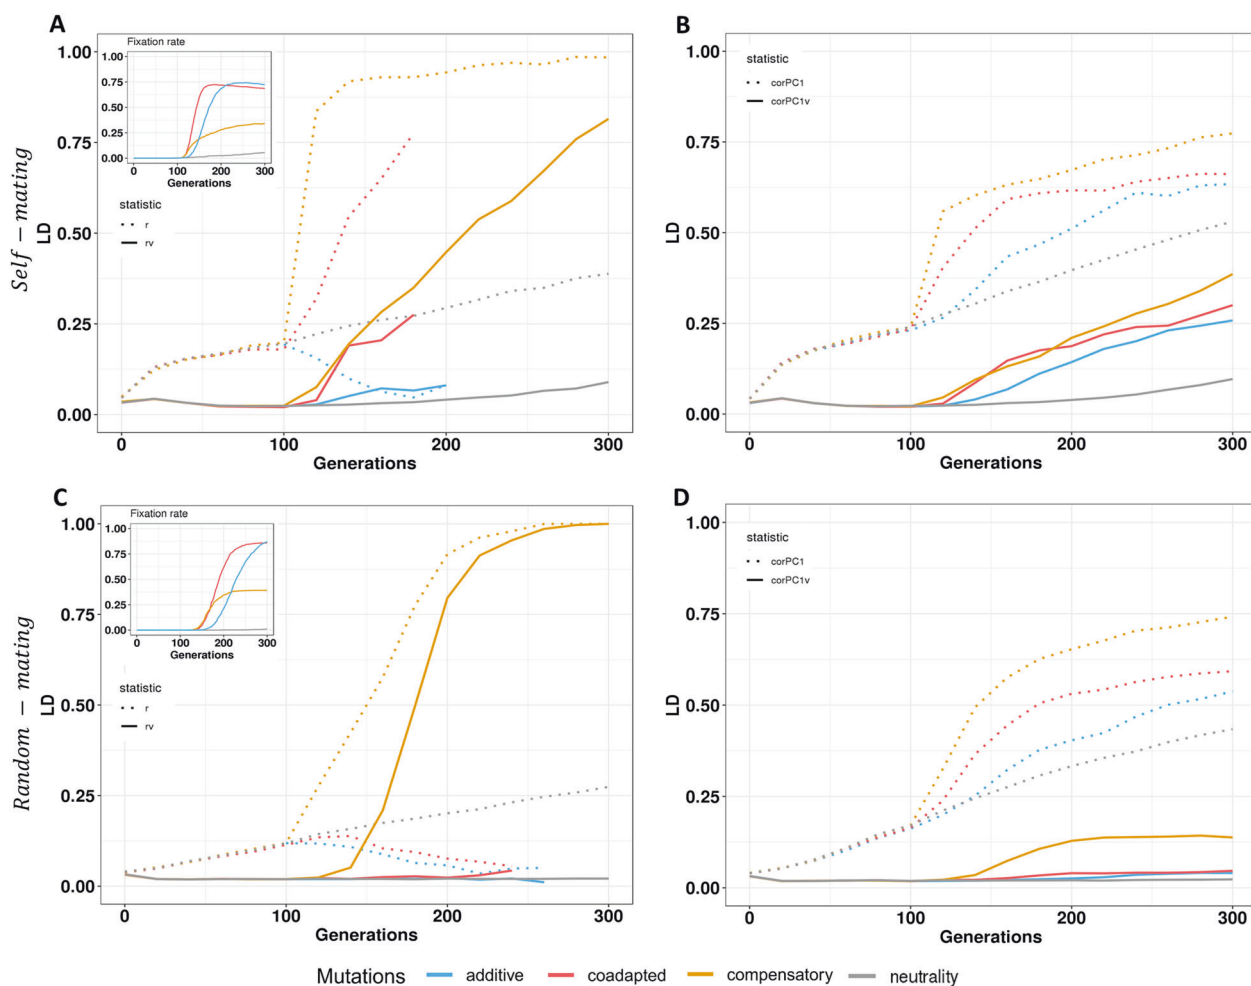 A
Self – mating
LD
1.00
0.75
0.50
0.25
0.00
Fixation rate
1.00
0.75
0.50
0.25
0.00
0 100 200 300
Generations
statistic
r
rv
0 100 200 300
Generations
B
LD
1.00
0.75
0.50
0.25
0.00
statistic
corPC1
corPC1v
0 100 200 300
Generations
C
Random – mating
LD
1.00
0.75
0.50
0.25
0.00
Fixation rate
1.00
0.75
0.50
0.25
0.00
0 100 200 300
Generations
statistic
r
rv
0 100 200 300
Generations
D
LD
1.00
0.75
0.50
0.25
0.00
statistic
corPC1
corPC1v
0 100 200 300
Generations
Mutations additive coadapted compensatory neutrality